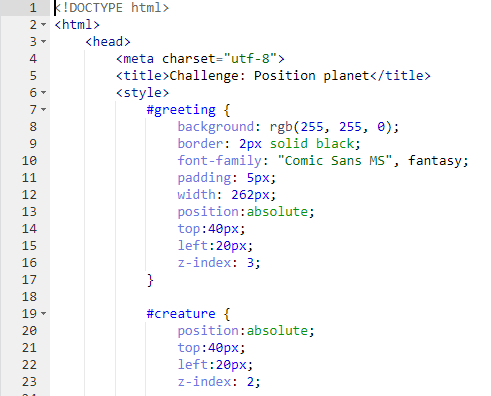 1 <!DOCTYPE html>
2 <html>
3 <head>
4 <meta charset="utf-8">
5 <title>Challenge: Position planet</title>
6 <style>
7 #greeting {
8 background: rgb(255, 255, 0);
9 border: 2px solid black;
10 font-family: "Comic Sans MS", fantasy;
11 padding: 5px;
12 width: 262px;
13 position:absolute;
14 top:40px;
15 left:20px;
16 z-index: 3;
17 }
18
19 #creature {
20 position:absolute;
21 top:40px;
22 left:20px;
23 z-index: 2;